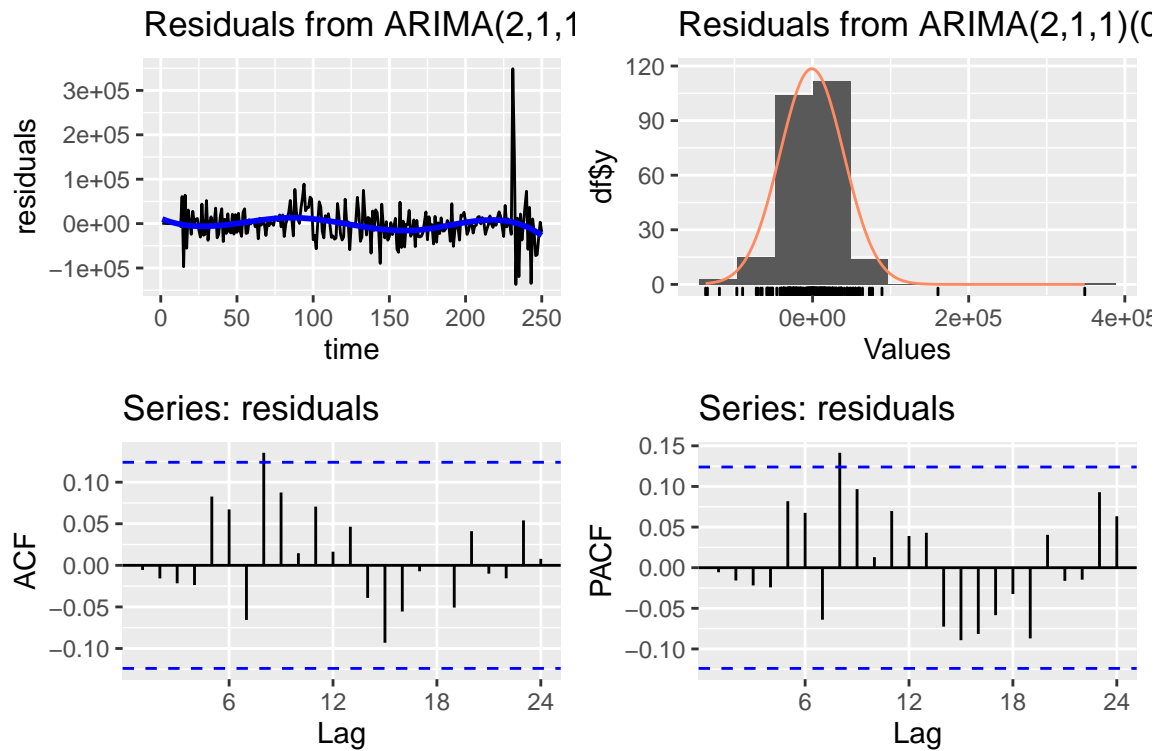 Residuals from ARIMA(2,1,1
3e+05
2e+05
1e+05
0e+00
−1e+05
residuals
0 50 100 150 200 250
time
Residuals from ARIMA(2,1,1)(0
120
90
60
30
0
df$y
0e+00 2e+05 4e+05
Values
Series: residuals
0.10
0.05
0.00
−0.05
−0.10
ACF
6 12 18 24
Lag
Series: residuals
0.15
0.10
0.05
0.00
−0.05
−0.10
PACF
6 12 18 24
Lag